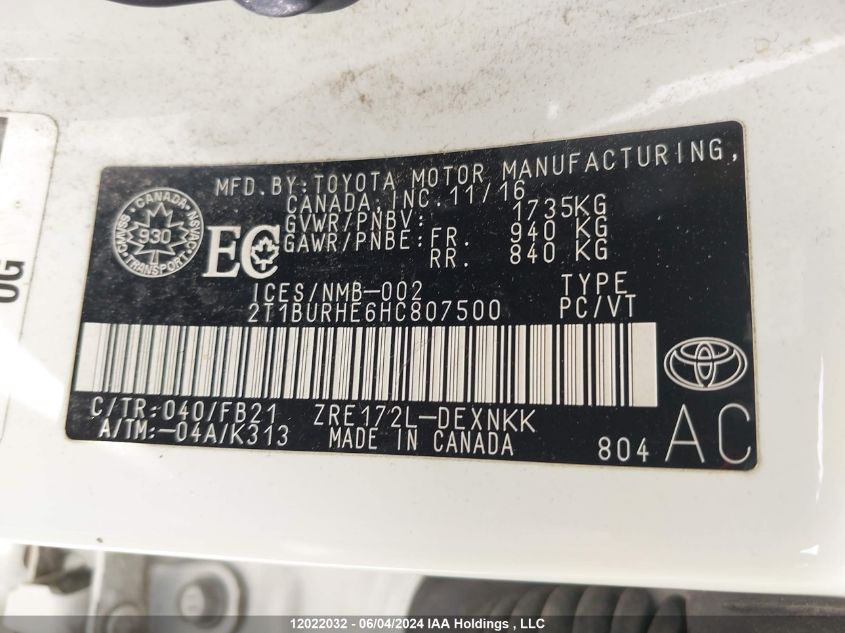 MFD.BY:TOYOTA MOTOR MANUFACTURING,
CANADA, INC.11/16
GVWR/PNBV: 1735KG
GAWR/PNBE:FR: 940 KG
RR: 840 KG
CANADA
930
TRANSPORT
EC
ICES/NMB-002 TYPE
2T1BURHE6HC807500 PC/VT
C/TR:040/FB21 ZRE172L-DEXNKK
A/TM:-04A/K313 MADE IN CANADA 804 AC
OG
12022032 - 06/04/2024 IAA Holdings , LLC